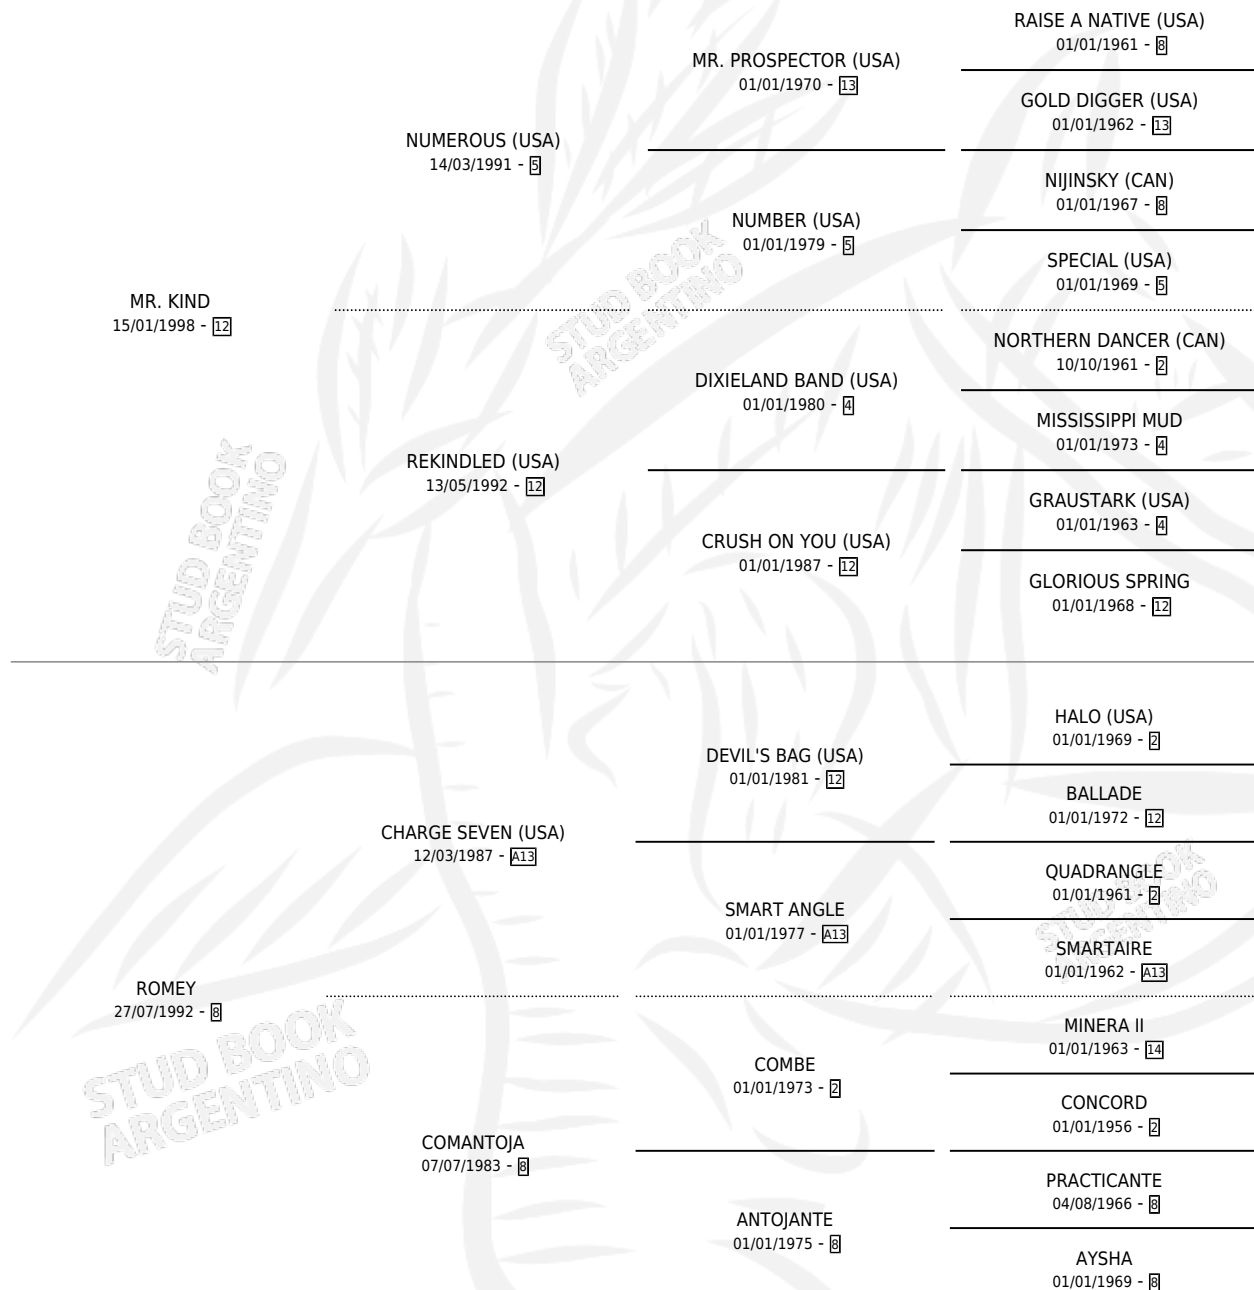 RAISE A NATIVE (USA)
01/01/1961 - 8
MR. PROSPECTOR (USA)
01/01/1970 - 13
GOLD DIGGER (USA)
01/01/1962 - 13
NUMEROUS (USA)
14/03/1991 - 5
NIJINSKY (CAN)
01/01/1967 - 8
NUMBER (USA)
01/01/1979 - 5
SPECIAL (USA)
01/01/1969 - 5
MR. KIND
15/01/1998 - 12
STUD BOOK
ARGENTINO
NORTHERN DANCER (CAN)
10/10/1961 - 2
DIXIELAND BAND (USA)
01/01/1980 - 4
MISSISSIPPI MUD
01/01/1973 - 4
REKINDLED (USA)
13/05/1992 - 12
GRAUSTARK (USA)
01/01/1963 - 4
CRUSH ON YOU (USA)
01/01/1987 - 12
GLORIOUS SPRING
01/01/1968 - 12
STUD BOOK
ARGENTINO
HALO (USA)
01/01/1969 - 2
DEVIL'S BAG (USA)
01/01/1981 - 12
BALLADE
01/01/1972 - 12
CHARGE SEVEN (USA)
12/03/1987 - A13
QUADRANGLE
01/01/1961 - 2
SMART ANGLE
01/01/1977 - A13
STUD BOOK
ARGENTINO
SMARTAIRE
01/01/1962 - A13
ROMEY
27/07/1992 - 8
STUD BOOK
ARGENTINO
MINERA II
01/01/1963 - 14
COMBE
01/01/1973 - 2
CONCORD
01/01/1956 - 2
COMANTOJA
07/07/1983 - 8
PRACTICANTE
04/08/1966 - 8
ANTOJANTE
01/01/1975 - 8
AYSHA
01/01/1969 - 8